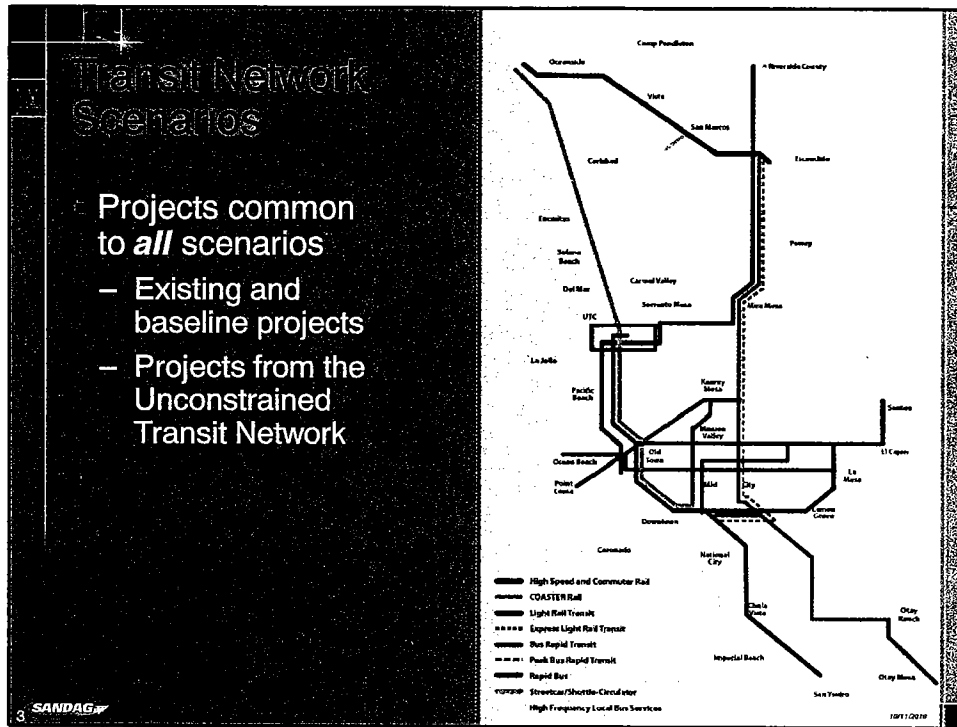 Transit Network
Scenarios
Projects common
to all scenarios
– Existing and
baseline projects
– Projects from the
Unconstrained
Transit Network
3 SANDAG
Camp Pendleton
Oceanside
Riverside County
Vista
San Marcos
Escondido
Carlsbad
Encinitas
Solana
Beach
Poway
Carmel Valley
Del Mar
Sorrento Mesa
Mira Mesa
UTC
La Jolla
Kearny
Mesa
Pacific
Beach
Santee
Mission
Valley
El Cajon
Old
Town
Ocean Beach
La
Mesa
Mid
City
Point
Loma
Lemon
Grove
Downtown
Coronado
National
City
High Speed and Commuter Rail
COASTER Rail
Light Rail Transit
Express Light Rail Transit
Bus Rapid Transit
Peak Bus Rapid Transit
Rapid Bus
Streetcar/Shuttle-Circulator
High Frequency Local Bus Services
Chula
Vista
Otay
Ranch
Imperial Beach
Otay Mesa
San Ysidro
10/11/2010